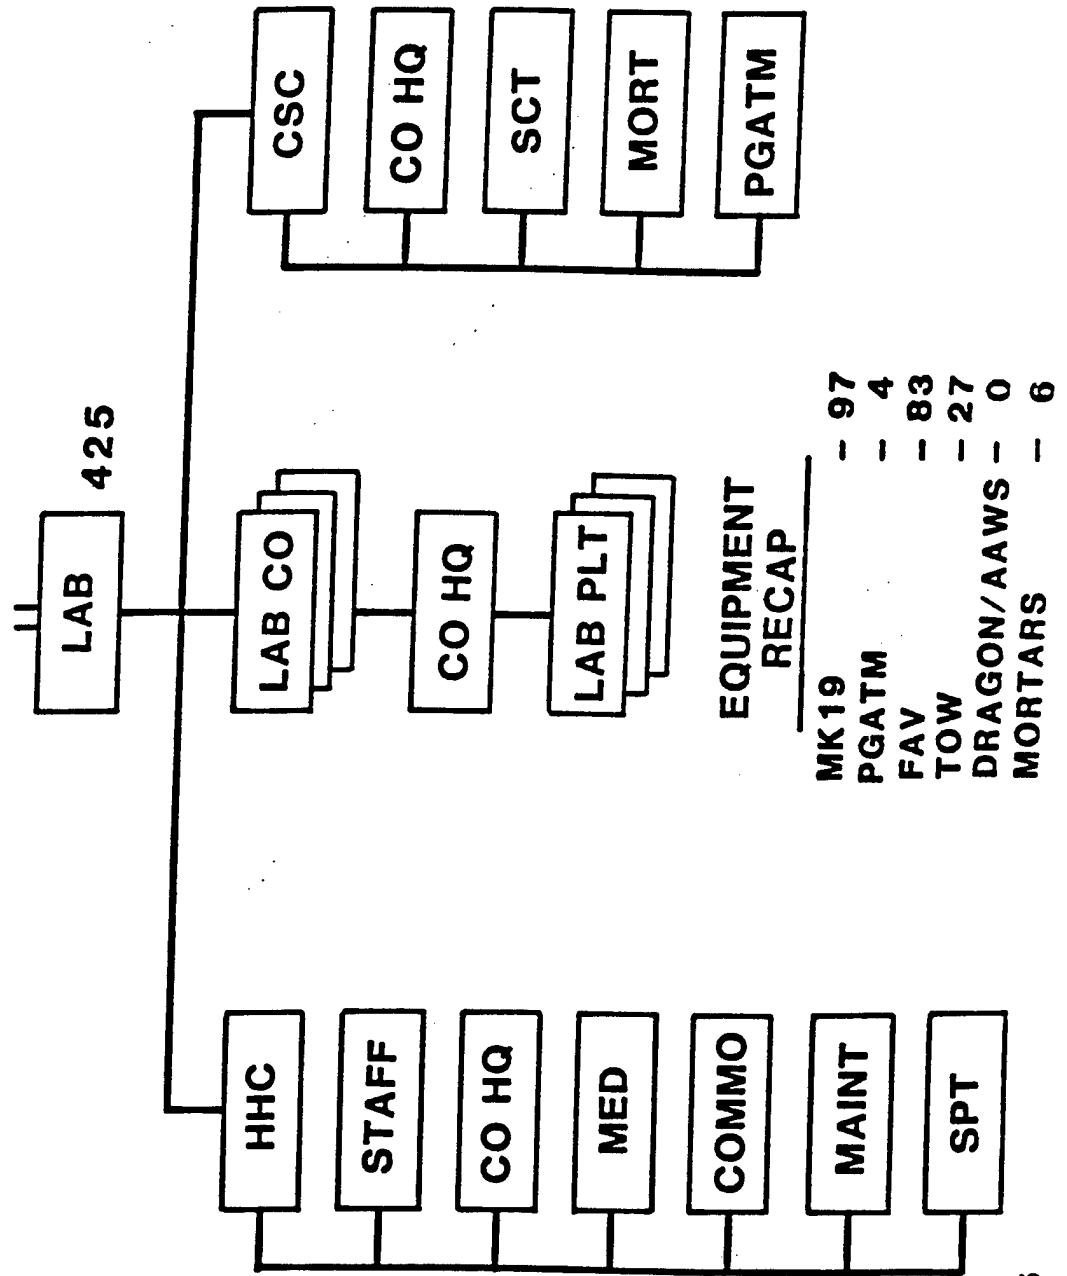 LAB
425
HHC
STAFF
CO HQ
MED
COMMO
MAINT
SPT
LAB CO
CO HQ
LAB PLT
CSC
CO HQ
SCT
MORT
PGATM
EQUIPMENT
RECAP
MK19 - 97
PGATM - 4
FAV - 83
TOW - 27
DRAGON/AAWS - 0
MORTARS - 6